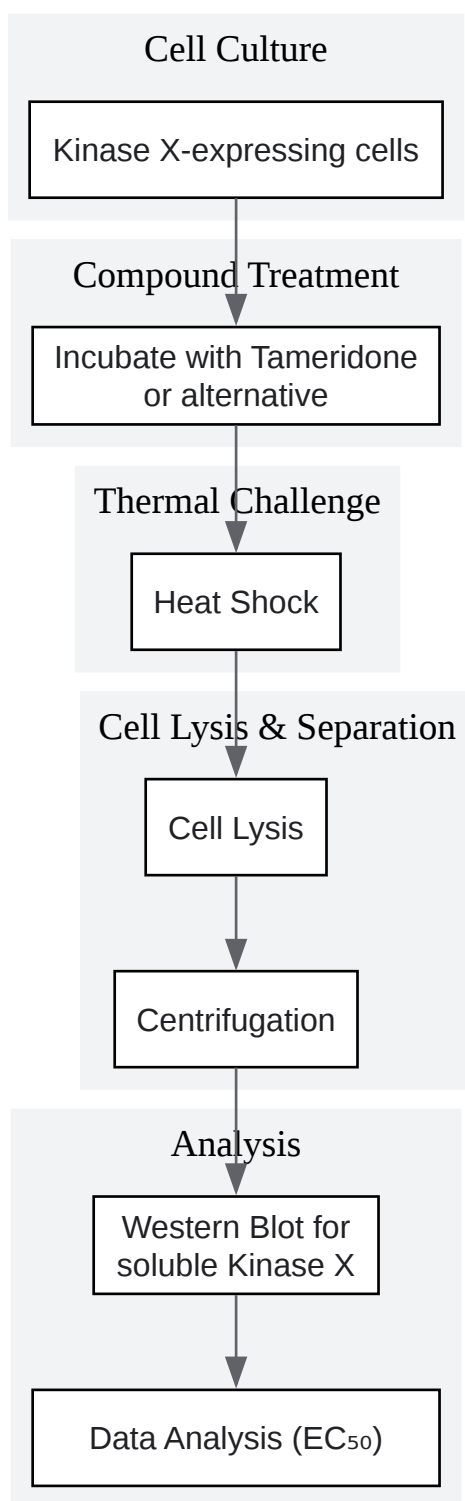 Cell Culture
Kinase X-expressing cells
Compound Treatment
Incubate with Tameridone
or alternative
Thermal Challenge
Heat Shock
Cell Lysis & Separation
Cell Lysis
Centrifugation
Analysis
Western Blot for
soluble Kinase X
Data Analysis (EC₅₀)